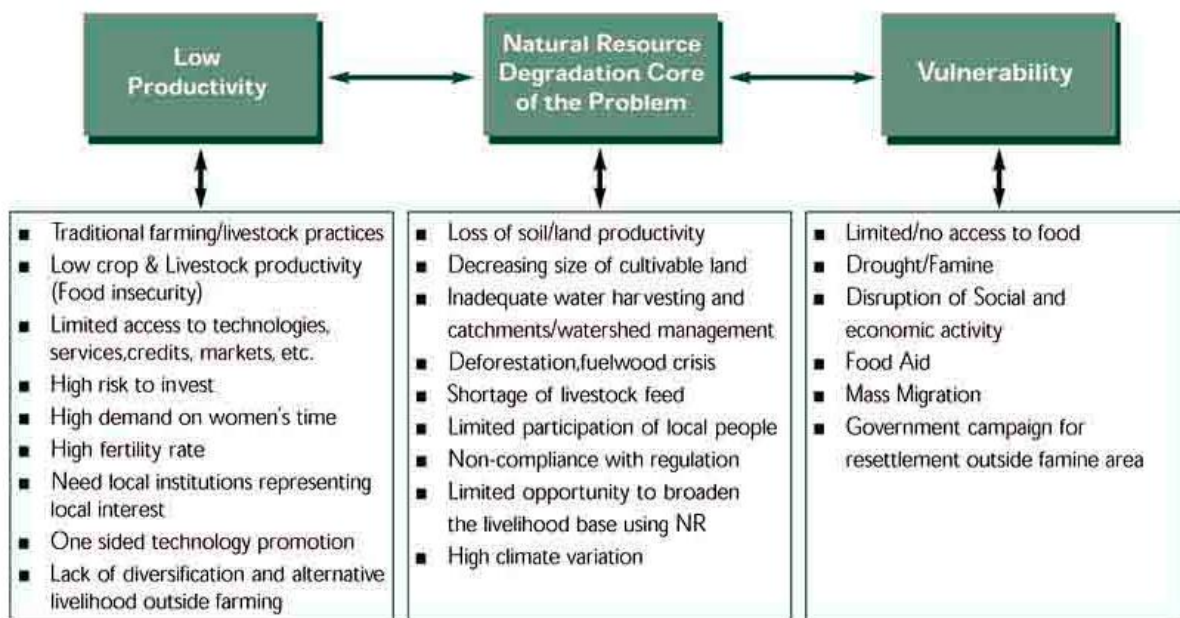 Low
Productivity
Natural Resource
Degradation Core
of the Problem
Vulnerability
■ Traditional farming/livestock practices
■ Low crop & Livestock productivity
(Food insecurity)
■ Limited access to technologies,
services,credits, markets, etc.
■ High risk to invest
■ High demand on women's time
■ High fertility rate
■ Need local institutions representing
local interest
■ One sided technology promotion
■ Lack of diversification and alternative
livelihood outside farming
■ Loss of soil/land productivity
■ Decreasing size of cultivable land
■ Inadequate water harvesting and
catchments/watershed management
■ Deforestation,fuelwood crisis
■ Shortage of livestock feed
■ Limited participation of local people
■ Non-compliance with regulation
■ Limited opportunity to broaden
the livelihood base using NR
■ High climate variation
■ Limited/no access to food
■ Drought/Famine
■ Disruption of Social and
economic activity
■ Food Aid
■ Mass Migration
■ Government campaign for
resettlement outside famine area